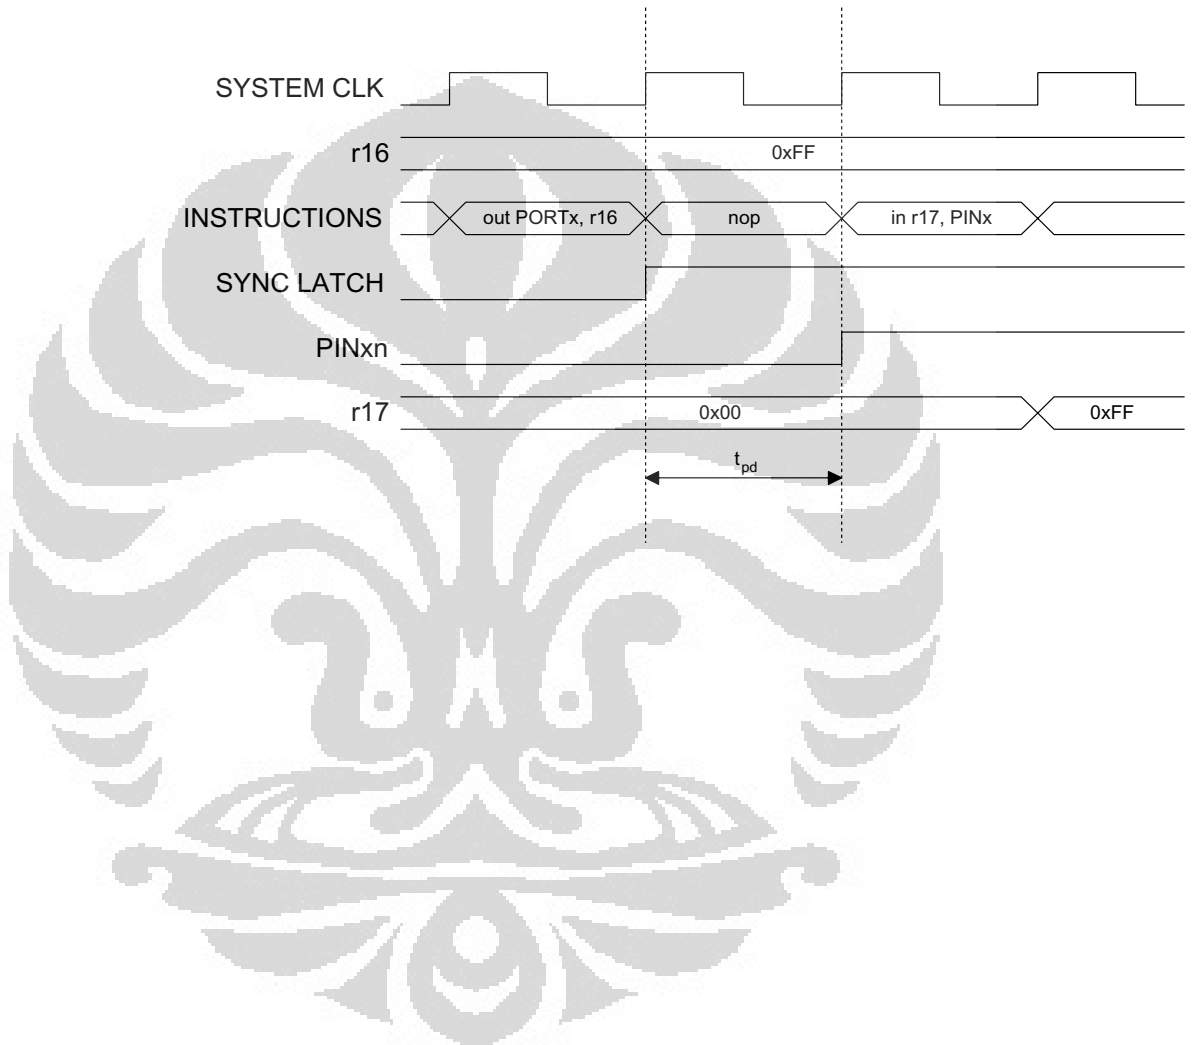 SYSTEM CLK
r16
0xFF
INSTRUCTIONS
out PORTx, r16
nop
in r17, PINx
SYNC LATCH
PINxn
r17
0x00
0xFF
tpd